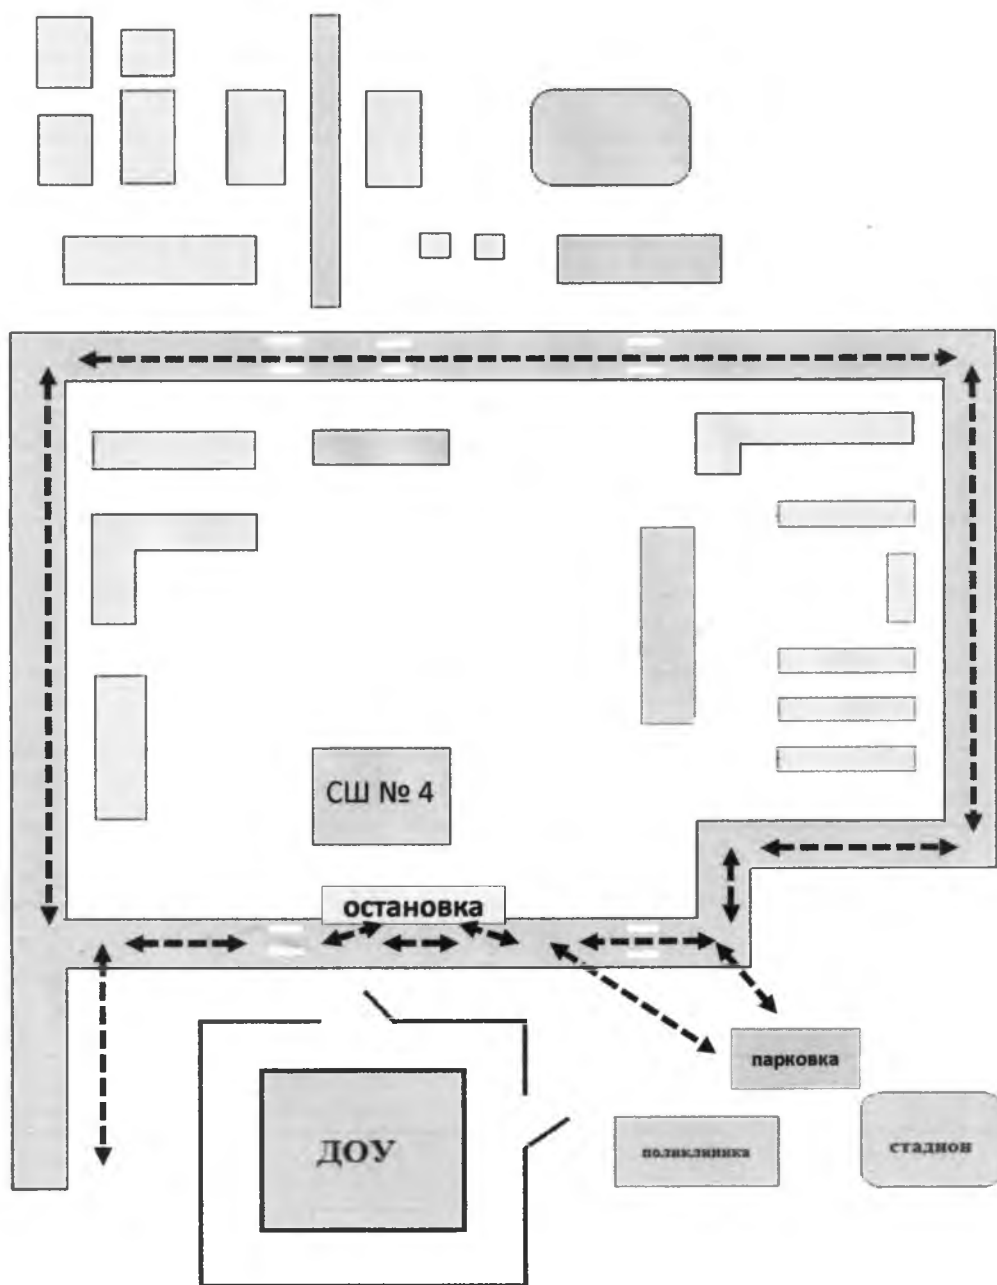 СШ № 4
остановка
парковка
ДОУ
поликлиника
стадион